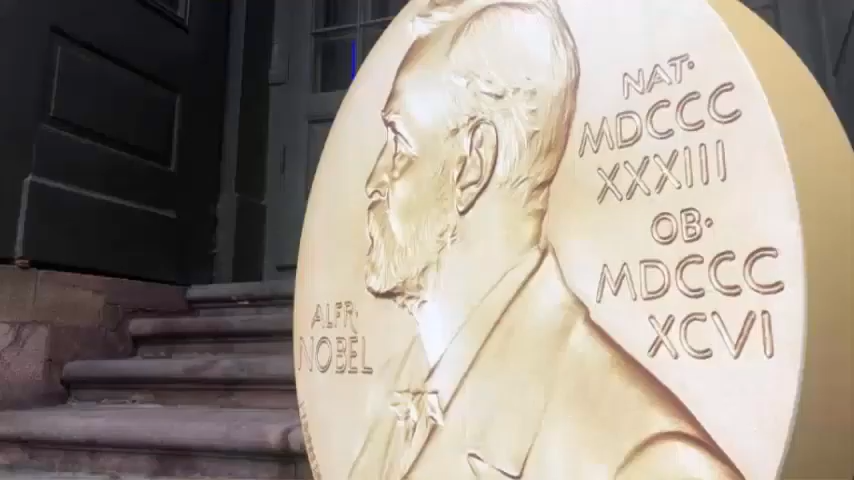 ALFR·
NOBEL
NAT·
MDCCC
XXXIII
OB·
MDCCC
XCVI